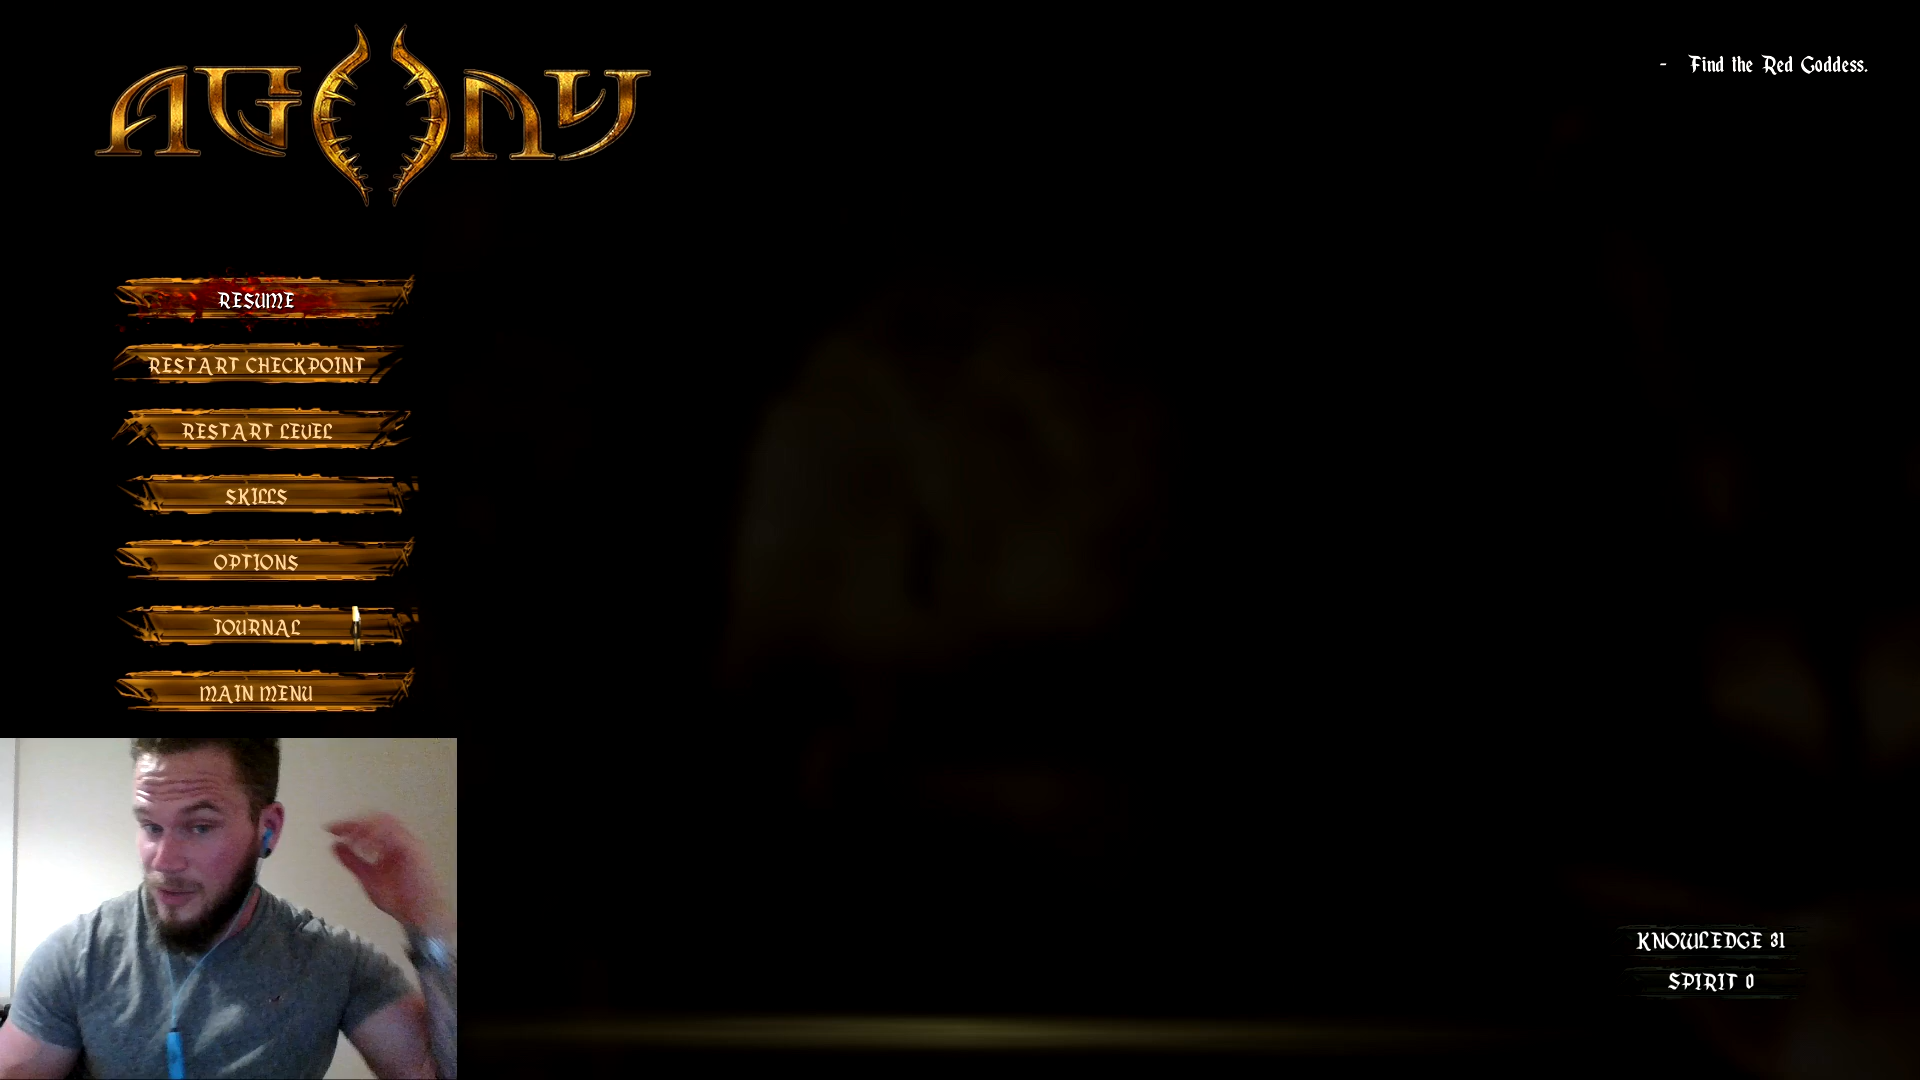 AGONY
- Find the Red Goddess.
RESUME
RESTART CHECKPOINT
RESTART LEVEL
SKILLS
OPTIONS
JOURNAL
MAIN MENU
KNOWLEDGE 31
SPIRIT 0